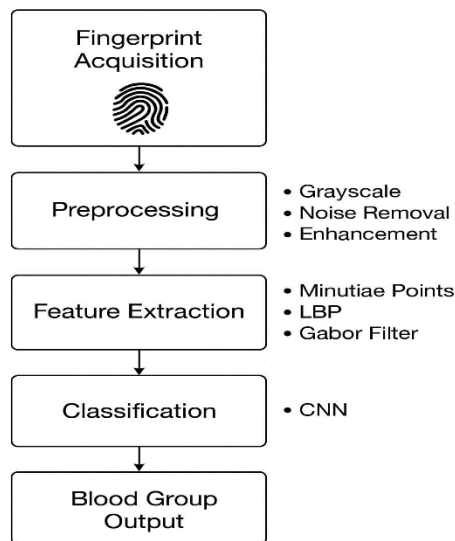 Fingerprint
Acquisition
Preprocessing
• Grayscale
• Noise Removal
• Enhancement
Feature Extraction
• Minutiae Points
• LBP
• Gabor Filter
Classification
• CNN
Blood Group
Output